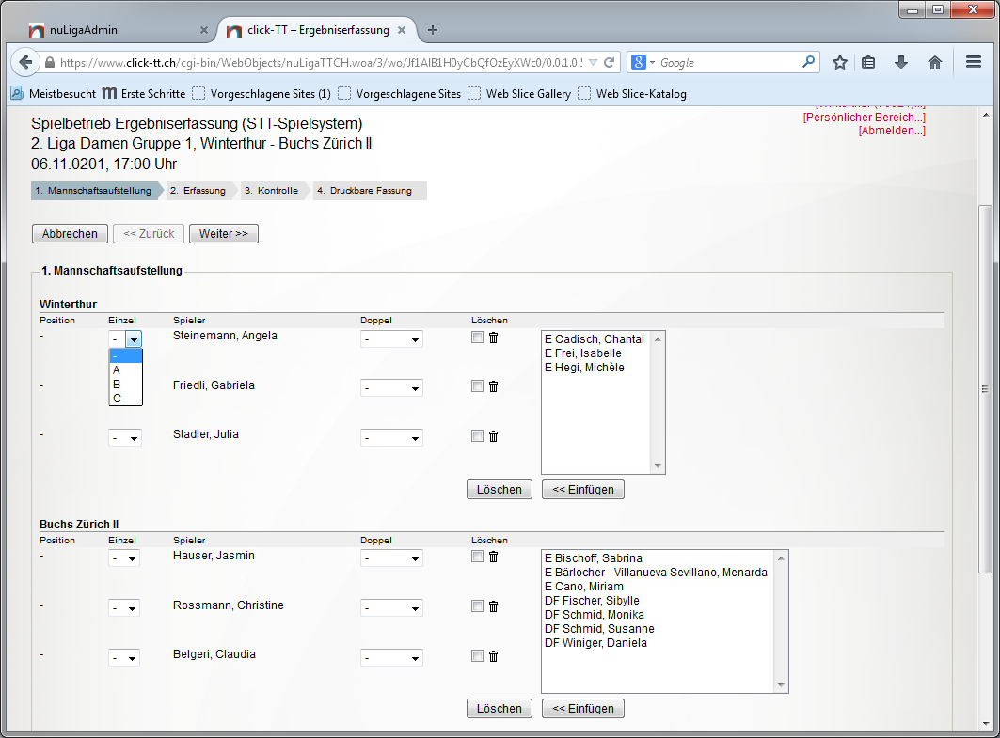 nuLigaAdmin
click-TT – Ergebniserfassung
https://www.click-tt.ch/cgi-bin/WebObjects/nuLigaTTCH.woa/3/wo/Jf1AIB1H0yCbQfOzEyXWc0/0.0.1.0.
Google
Meistbesucht Erste Schritte Vorgeschlagene Sites (1) Vorgeschlagene Sites Web Slice Gallery Web Slice-Katalog
Spielbetrieb Ergebniserfassung (STT-Spielsystem)
[Persönlicher Bereich...]
[Abmelden...]
2. Liga Damen Gruppe 1, Winterthur - Buchs Zürich II
06.11.0201, 17:00 Uhr
1. Mannschaftsaufstellung 2. Erfassung 3. Kontrolle 4. Druckbare Fassung
Abbrechen << Zurück Weiter >>
1. Mannschaftsaufstellung
Winterthur
Position Einzel Spieler Doppel Löschen
- - Steinemann, Angela -
-
A
B
C
- Friedli, Gabriela -
- - Stadler, Julia -
E Cadisch, Chantal
E Frei, Isabelle
E Hegi, Michèle
Löschen << Einfügen
Buchs Zürich II
Position Einzel Spieler Doppel Löschen
- - Hauser, Jasmin -
- - Rossmann, Christine -
- - Belgeri, Claudia -
E Bischoff, Sabrina
E Bärlocher - Villanueva Sevillano, Menarda
E Cano, Miriam
DF Fischer, Sibylle
DF Schmid, Monika
DF Schmid, Susanne
DF Winiger, Daniela
Löschen << Einfügen